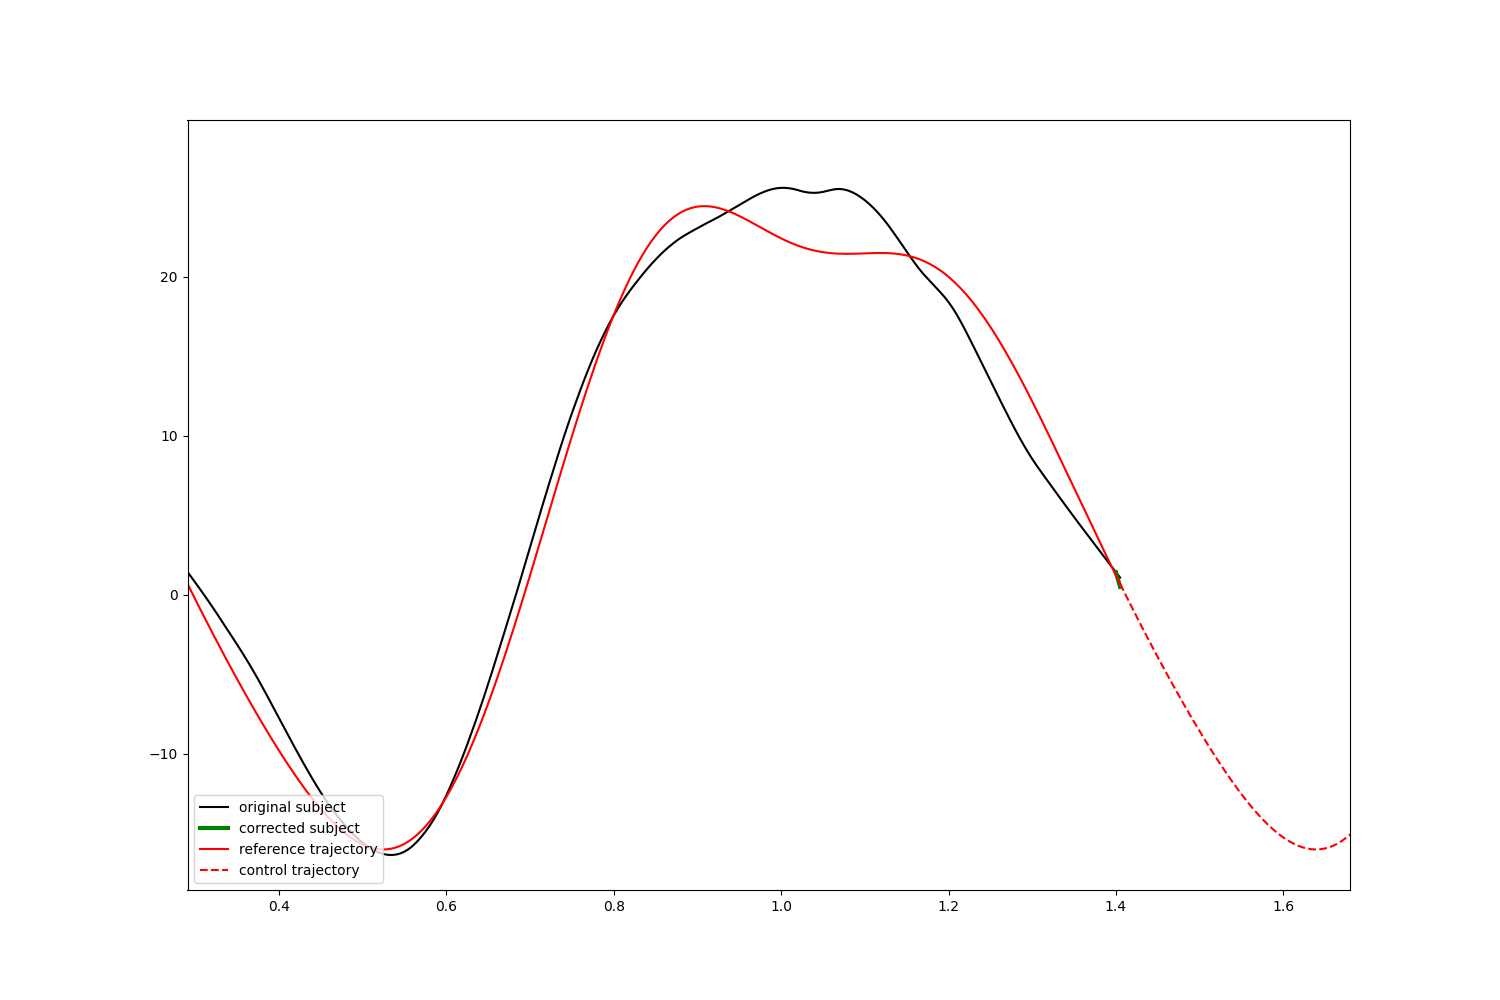 20
10
0
−10
original subject
corrected subject
reference trajectory
control trajectory
0.4 0.6 0.8 1.0 1.2 1.4 1.6